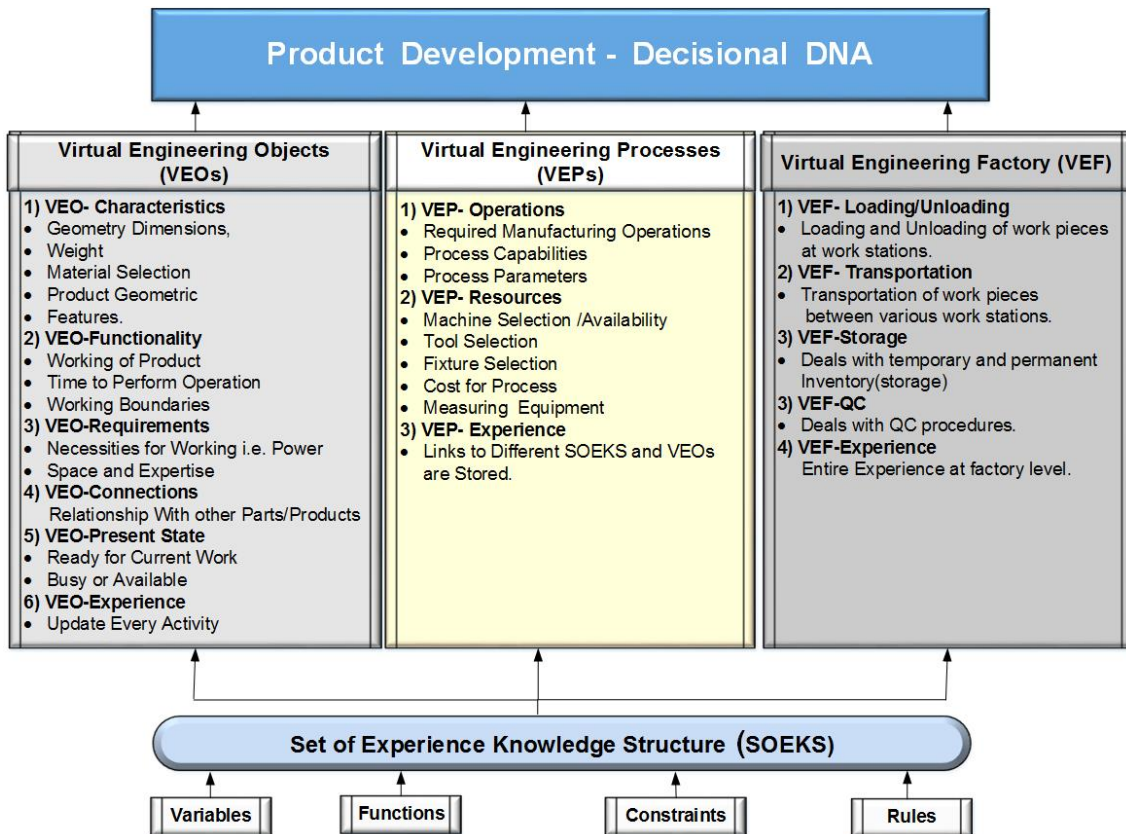 Product Development - Decisional DNA
Virtual Engineering Objects
(VEOs)
1) VEO- Characteristics
• Geometry Dimensions,
• Weight
• Material Selection
• Product Geometric
• Features.
2) VEO-Functionality
• Working of Product
• Time to Perform Operation
• Working Boundaries
3) VEO-Requirements
• Necessities for Working i.e. Power
• Space and Expertise
4) VEO-Connections
Relationship With other Parts/Products
5) VEO-Present State
• Ready for Current Work
• Busy or Available
6) VEO-Experience
• Update Every Activity
Virtual Engineering Processes
(VEPs)
1) VEP- Operations
• Required Manufacturing Operations
• Process Capabilities
• Process Parameters
2) VEP- Resources
• Machine Selection /Availability
• Tool Selection
• Fixture Selection
• Cost for Process
• Measuring Equipment
3) VEP- Experience
• Links to Different SOEKS and VEOs
are Stored.
Virtual Engineering Factory (VEF)
1) VEF- Loading/Unloading
• Loading and Unloading of work pieces
at work stations.
2) VEF- Transportation
• Transportation of work pieces
between various work stations.
3) VEF-Storage
• Deals with temporary and permanent
Inventory(storage)
3) VEF-QC
• Deals with QC procedures.
4) VEF-Experience
Entire Experience at factory level.
Set of Experience Knowledge Structure (SOEKS)
Variables
Functions
Constraints
Rules